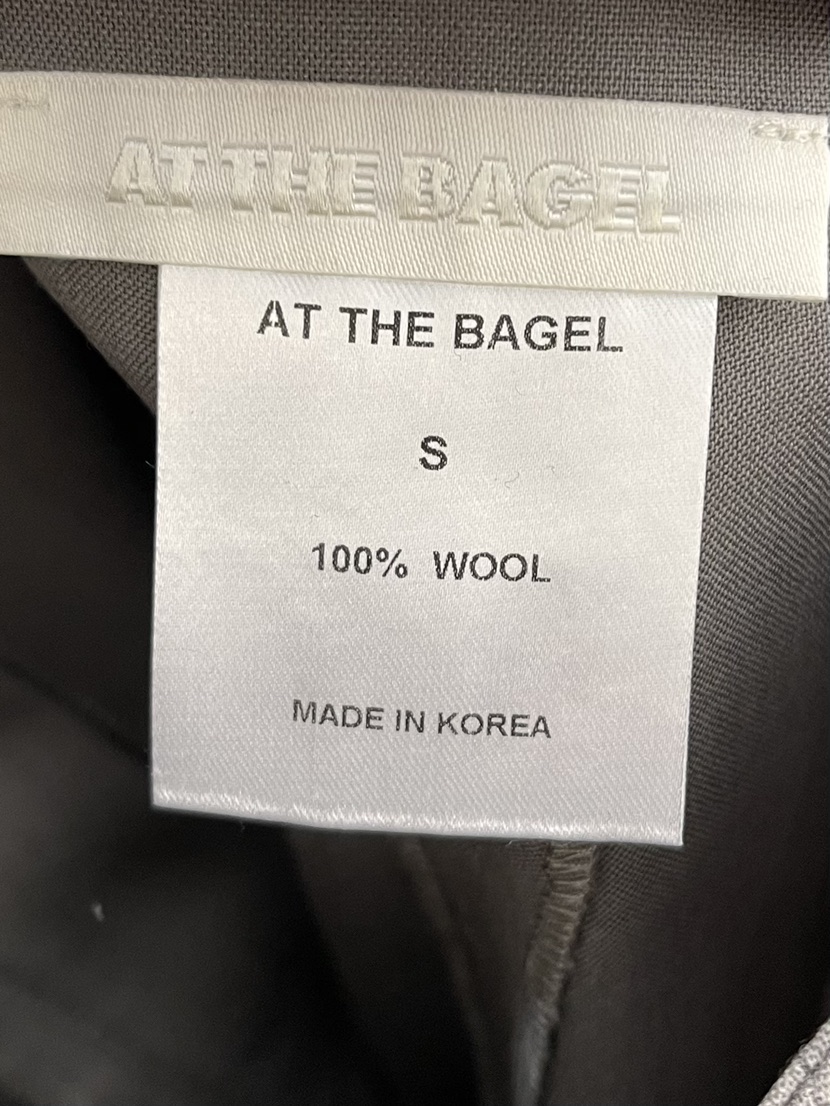 AT THE BAGEL
AT THE BAGEL
S
100% WOOL
MADE IN KOREA